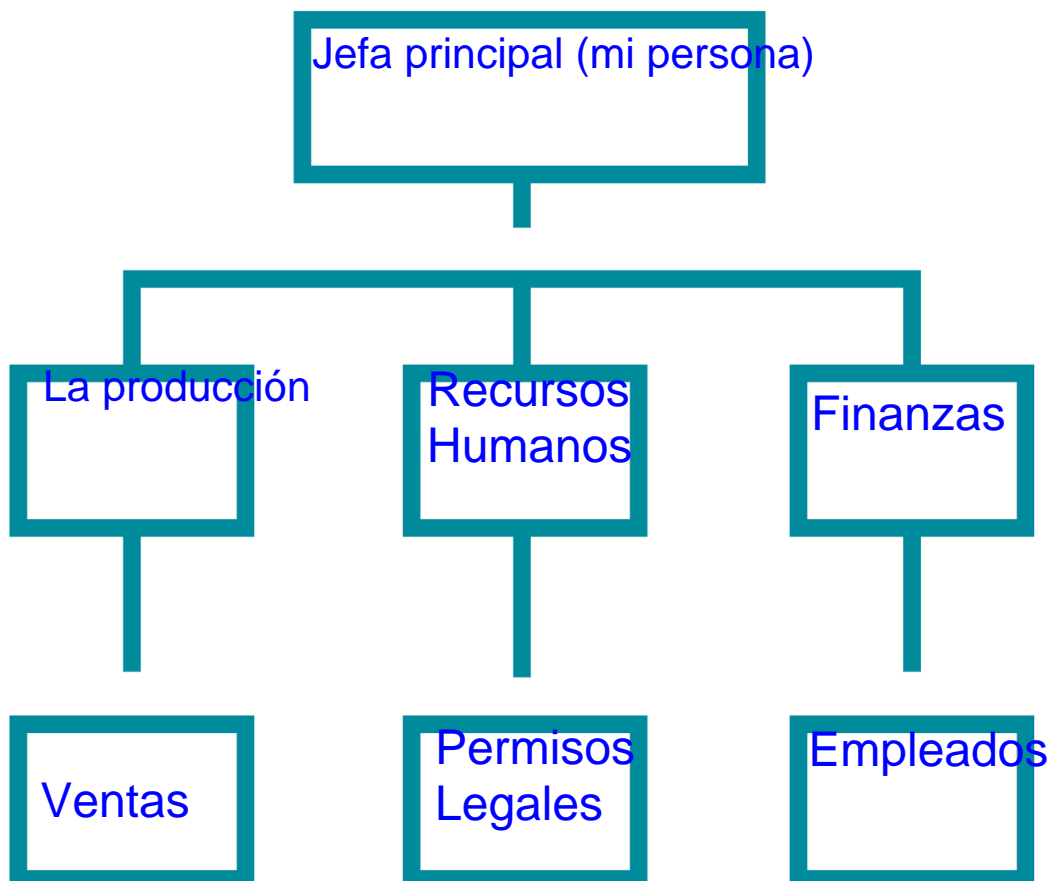 Jefa principal (mi persona)
La producción
Recursos
Humanos
Finanzas
Ventas
Permisos
Legales
Empleados